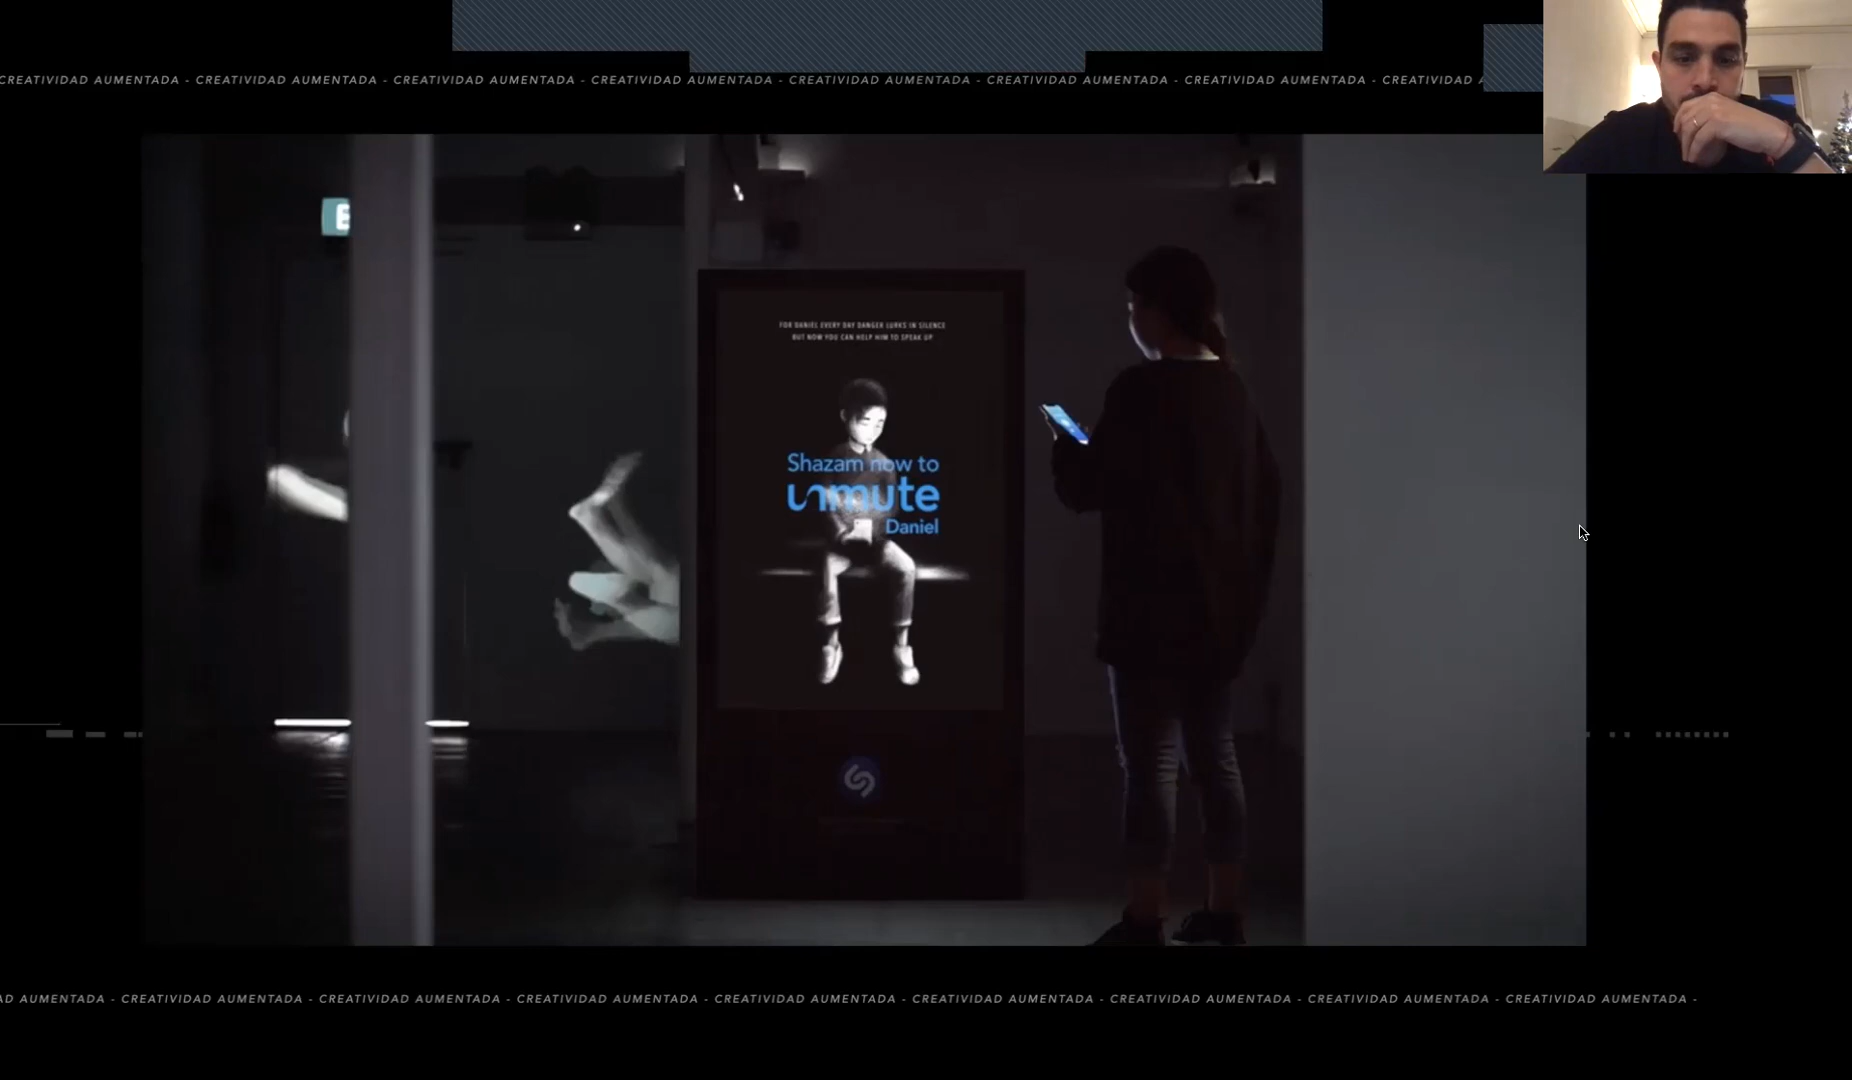 CREATIVIDAD AUMENTADA - CREATIVIDAD AUMENTADA - CREATIVIDAD AUMENTADA - CREATIVIDAD AUMENTADA - CREATIVIDAD AUMENTADA - CREATIVIDAD AUMENTADA - CREATIVIDAD AUMENTADA - CREATIVIDAD
FOR DANIEL EVERY DAY DANGER LURKS IN SILENCE
BUT NOW YOU CAN HELP HIM TO SPEAK UP
Shazam now to
unmute
Daniel
AUMENTADA - CREATIVIDAD AUMENTADA - CREATIVIDAD AUMENTADA - CREATIVIDAD AUMENTADA - CREATIVIDAD AUMENTADA - CREATIVIDAD AUMENTADA - CREATIVIDAD AUMENTADA - CREATIVIDAD AUMENTADA - CREATIVIDAD AUMENTADA -